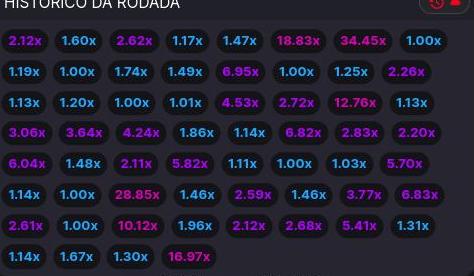 HISTÓRICO DA RODADA
2.12x 1.60x 2.62x 1.17x 1.47x 18.83x 34.45x 1.00x
1.19x 1.00x 1.74x 1.49x 6.95x 1.00x 1.25x 2.26x
1.13x 1.20x 1.00x 1.01x 4.53x 2.72x 12.76x 1.13x
3.06x 3.64x 4.24x 1.86x 1.14x 6.82x 2.83x 2.20x
6.04x 1.48x 2.11x 5.82x 1.11x 1.00x 1.03x 5.70x
1.14x 1.00x 28.85x 1.46x 2.59x 1.46x 3.77x 6.83x
2.61x 1.00x 10.12x 1.96x 2.12x 2.68x 5.41x 1.31x
1.14x 1.67x 1.30x 16.97x